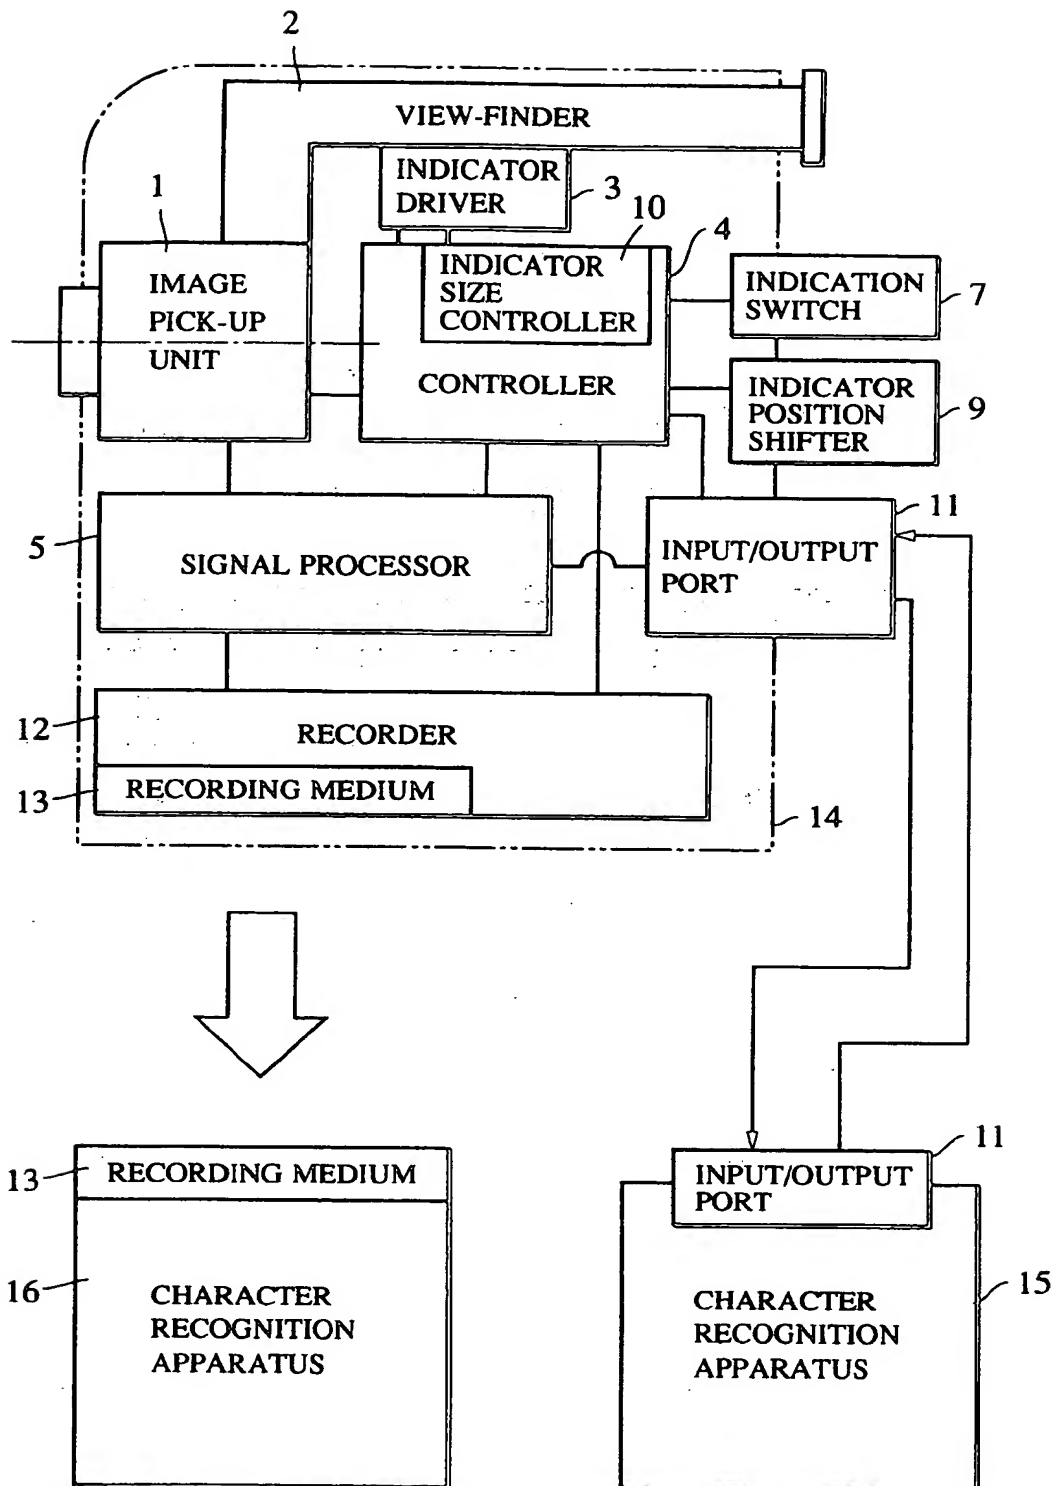 2
VIEW-FINDER
INDICATOR
DRIVER
3
1
10
4
IMAGE
PICK-UP
UNIT
INDICATOR
SIZE
CONTROLLER
CONTROLLER
INDICATION
SWITCH
7
INDICATOR
POSITION
SHIFTER
9
5
SIGNAL PROCESSOR
11
INPUT/OUTPUT
PORT
12
RECORDER
13
RECORDING MEDIUM
14
13
RECORDING MEDIUM
11
INPUT/OUTPUT
PORT
16
CHARACTER
RECOGNITION
APPARATUS
15
CHARACTER
RECOGNITION
APPARATUS